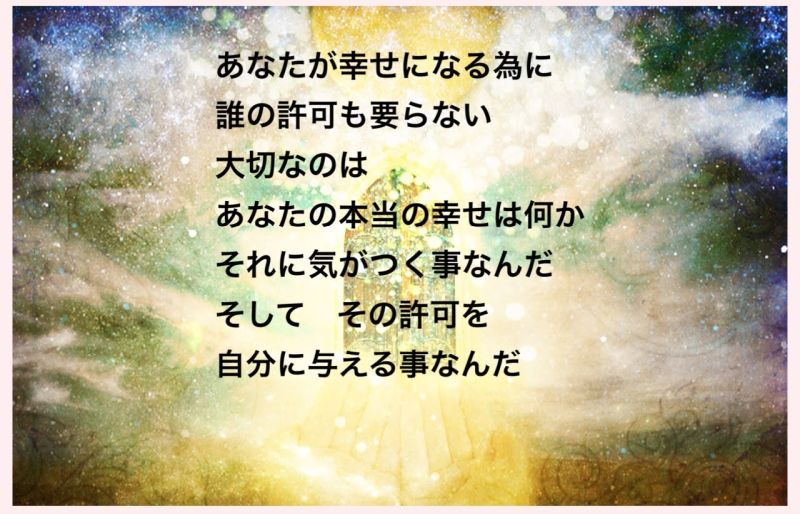 あなたが幸せになる為に
誰の許可も要らない
大切なのは
あなたの本当の幸せは何か
それに気がつく事なんだ
そして　その許可を
自分に与える事なんだ